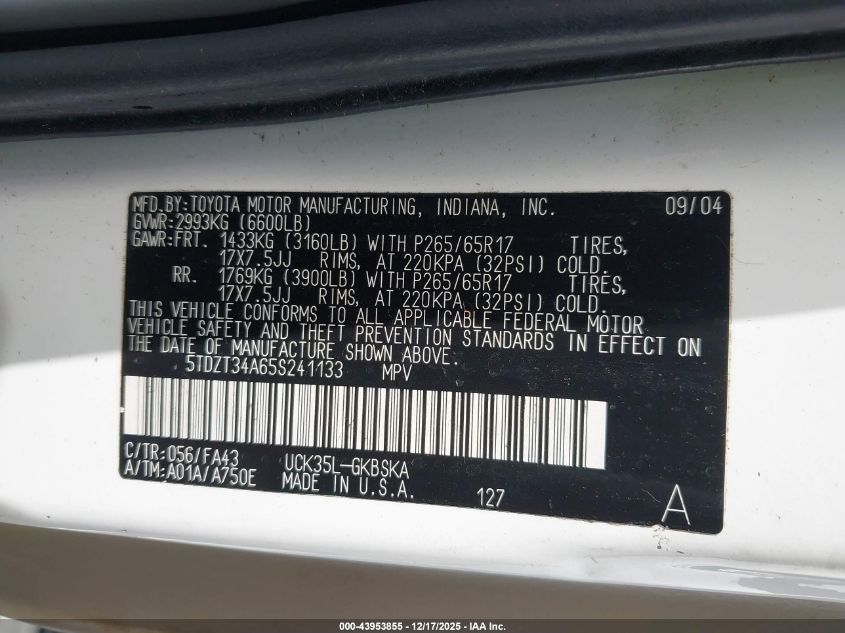 MFD.BY:TOYOTA MOTOR MANUFACTURING, INDIANA, INC. 09/04
GVWR:2993KG (6600LB)
GAWR:FRT. 1433KG (3160LB) WITH P265/65R17 TIRES,
17X7.5JJ RIMS, AT 220KPA (32PSI) COLD.
RR. 1769KG (3900LB) WITH P265/65R17 TIRES,
17X7.5JJ RIMS, AT 220KPA (32PSI) COLD.
THIS VEHICLE CONFORMS TO ALL APPLICABLE FEDERAL MOTOR
VEHICLE SAFETY AND THEFT PREVENTION STANDARDS IN EFFECT ON
THE DATE OF MANUFACTURE SHOWN ABOVE.
5TDZT34A65S241133 MPV
C/TR:056/FA43 UCK35L-GKBSKA
A/TM:A01A/A750E MADE IN U.S.A. 127 A
000-43953855 - 12/17/2025 - IAA Inc.